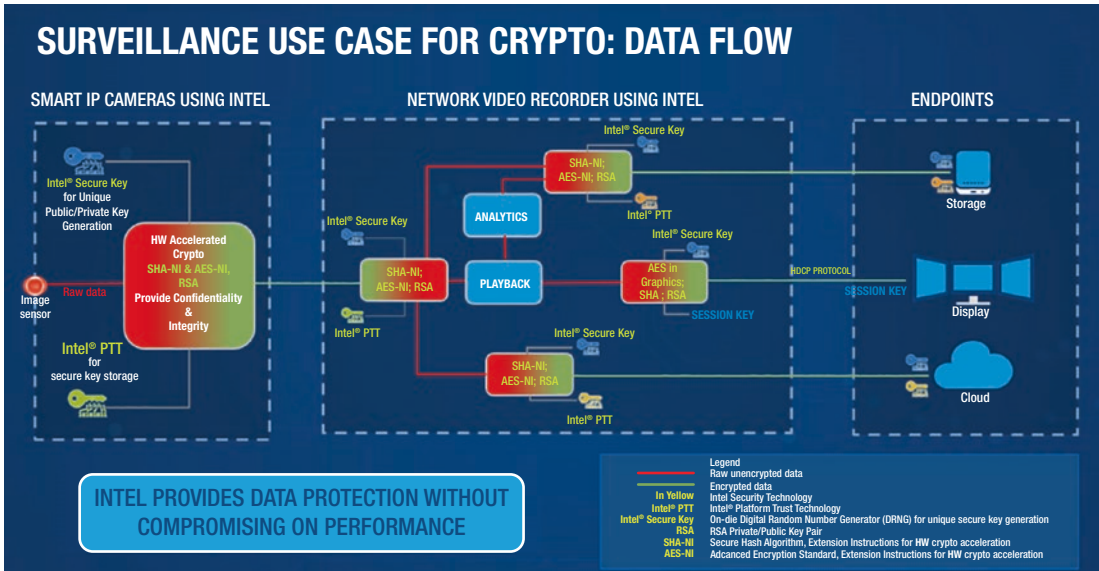 SURVEILLANCE USE CASE FOR CRYPTO: DATA FLOW
SMART IP CAMERAS USING INTEL
NETWORK VIDEO RECORDER USING INTEL
ENDPOINTS
Intel® Secure Key
for Unique
Public/Private Key
Generation
HW Accelerated
Crypto
SHA-NI & AES-NI,
RSA
Provide Confidentiality
&
Integrity
Raw data
Image
sensor
Intel® PTT
for
secure key storage
Intel® Secure Key
SHA-NI;
AES-NI; RSA
Intel® PTT
Intel® Secure Key
SHA-NI;
AES-NI; RSA
Intel® PTT
ANALYTICS
PLAYBACK
Intel® Secure Key
AES in
Graphics;
SHA ; RSA
SESSION KEY
Intel® Secure Key
SHA-NI;
AES-NI; RSA
Intel® PTT
HDCP PROTOCOL
SESSION KEY
Storage
Display
Cloud
INTEL PROVIDES DATA PROTECTION WITHOUT
COMPROMISING ON PERFORMANCE
Legend
Raw unencrypted data
Encrypted data
In Yellow Intel Security Technology
Intel® PTT Intel® Platform Trust Technology
Intel® Secure Key On-die Digital Random Number Generator (DRNG) for unique secure key generation
RSA RSA Private/Public Key Pair
SHA-NI Secure Hash Algorithm, Extension Instructions for HW crypto acceleration
AES-NI Adcanced Encryption Standard, Extension Instructions for HW crypto acceleration